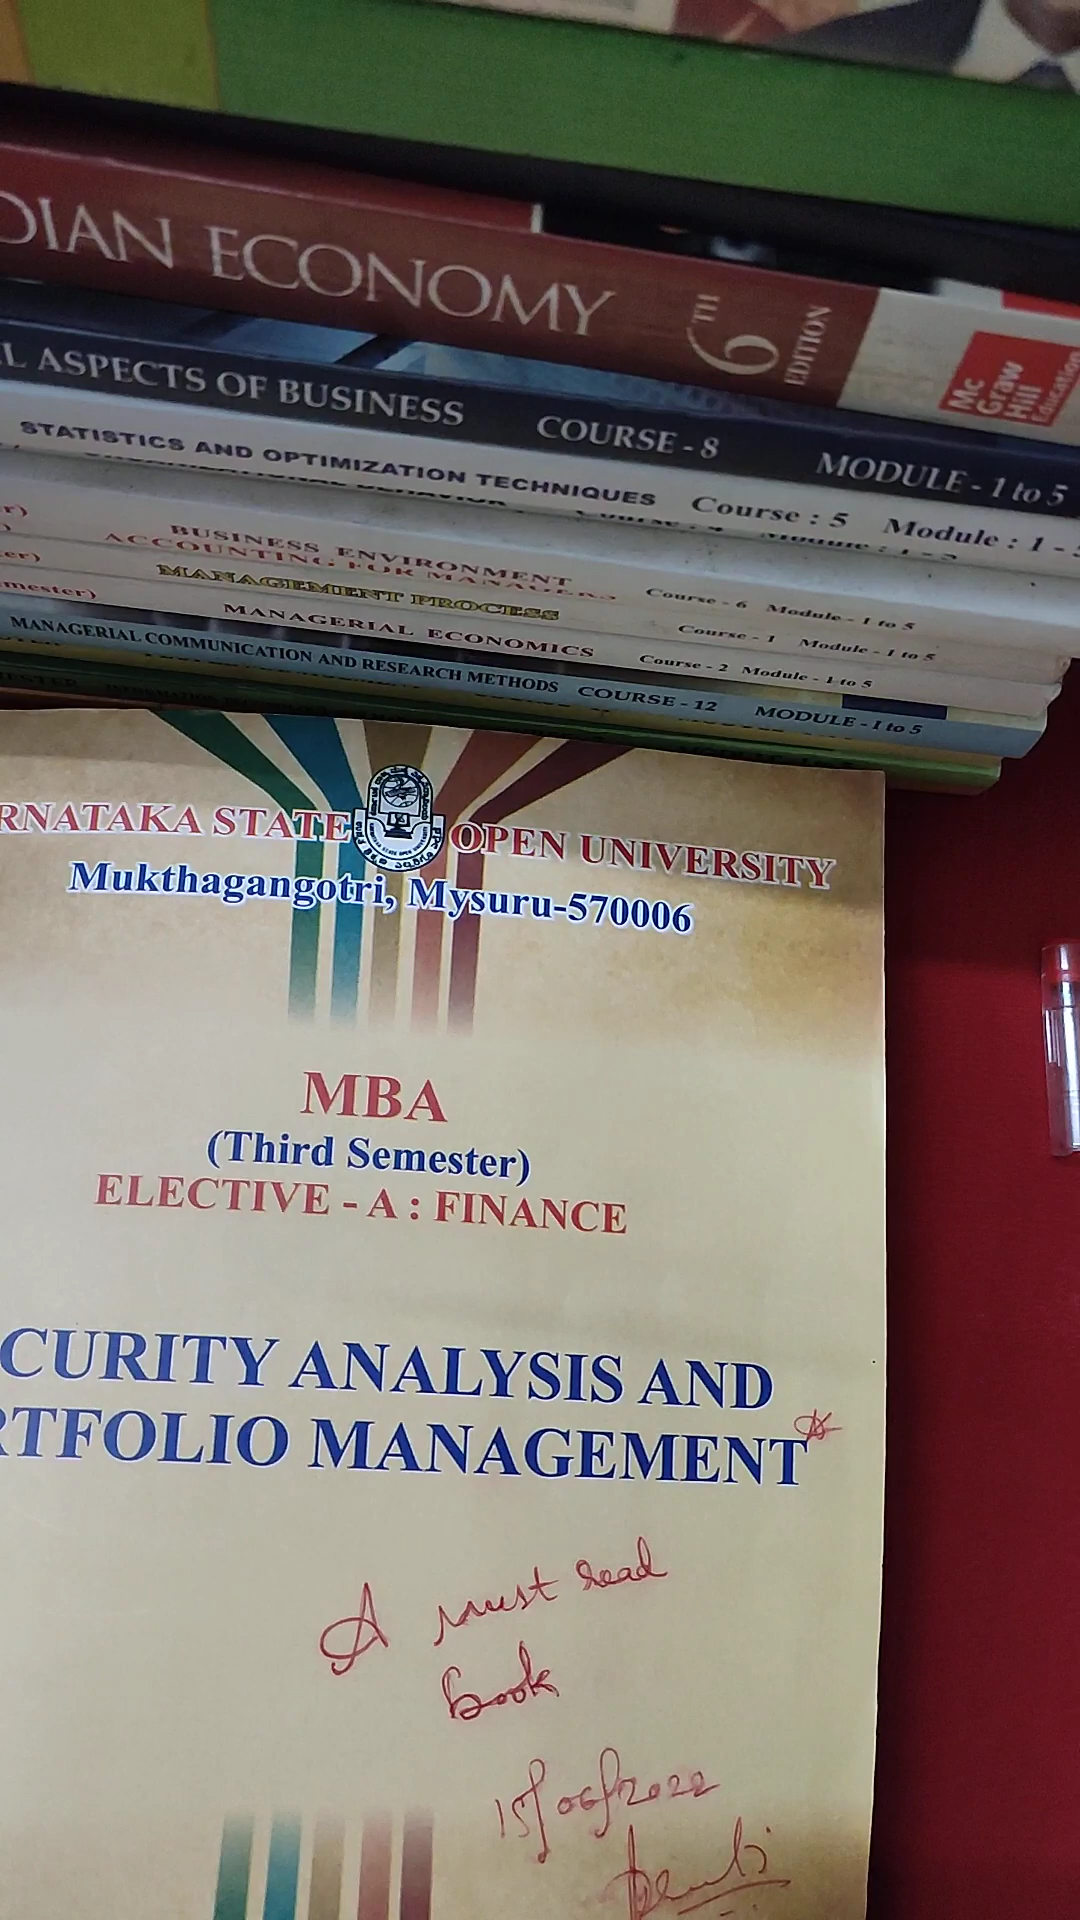 DIAN ECONOMY 6TH EDITION Mc Graw Hill Education
L ASPECTS OF BUSINESS COURSE - 8 MODULE - 1 to 5
STATISTICS AND OPTIMIZATION TECHNIQUES Course : 5 Module : 1 -
BUSINESS ENVIRONMENT Course - 6 Module - 1 to 5
ACCOUNTING FOR MANAGERS
MANAGEMENT PROCESS Course - 1 Module - 1 to 5
mester) MANAGERIAL ECONOMICS Course - 2 Module - 1 to 5
MANAGERIAL COMMUNICATION AND RESEARCH METHODS COURSE - 12 MODULE - I to 5
RNATAKA STATE OPEN UNIVERSITY
Mukthagangotri, Mysuru-570006
MBA
(Third Semester)
ELECTIVE - A : FINANCE
CURITY ANALYSIS AND
RTFOLIO MANAGEMENT
A must read
book
15/06/2022